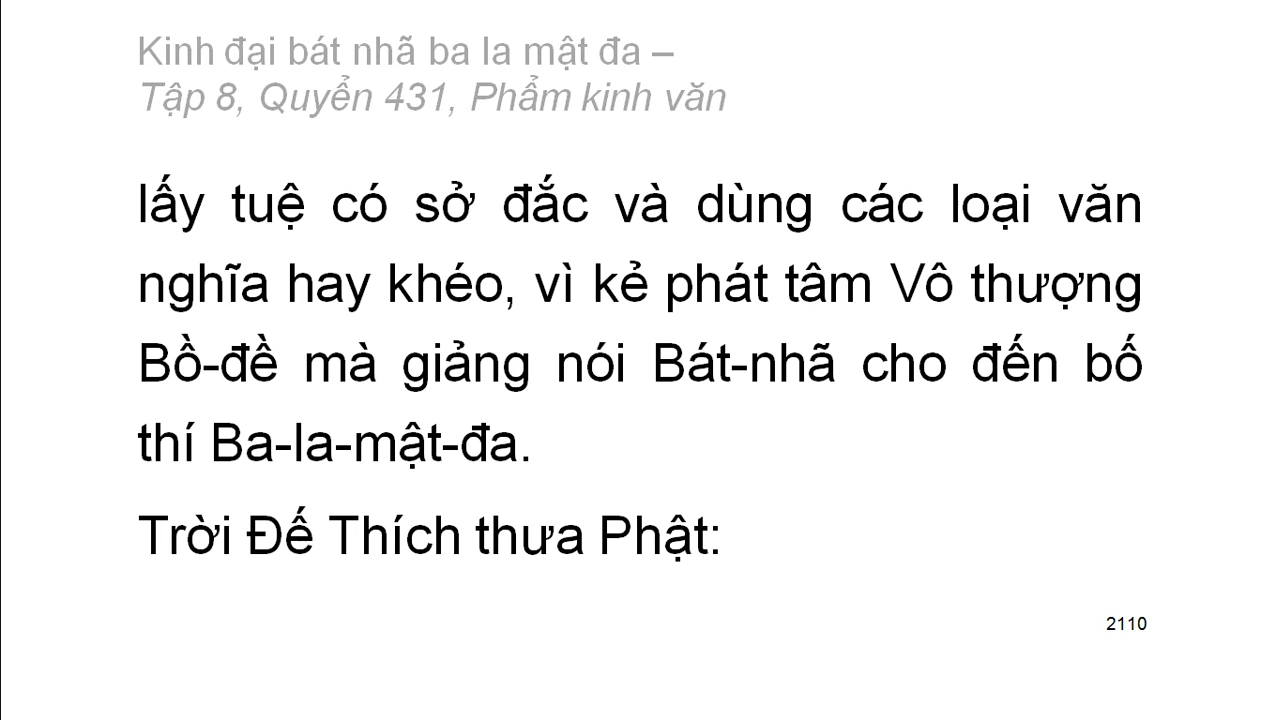 Kinh đại bát nhã ba la mật đa –
Tập 8, Quyển 431, Phẩm kinh văn
lấy tuệ có sở đắc và dùng các loại văn
nghĩa hay khéo, vì kẻ phát tâm Vô thượng
Bồ-đề mà giảng nói Bát-nhã cho đến bố
thí Ba-la-mật-đa.
Trời Đế Thích thưa Phật:
2110